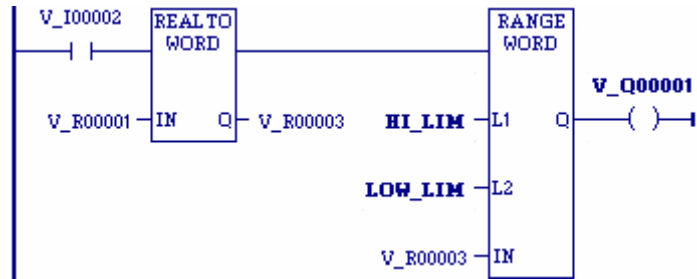 V_I00002
REAL TO
WORD
RANGE
WORD
V_Q00001
V_R00001
IN
Q
V_R00003
HI_LIM
L1
Q
LOW_LIM
L2
V_R00003
IN